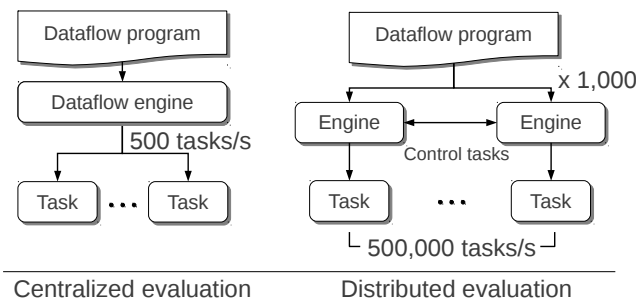 Dataflow program
Dataflow engine
500 tasks/s
Task ••• Task
Centralized evaluation
Dataflow program
x 1,000
Engine Engine
Control tasks
Task ••• Task
500,000 tasks/s
Distributed evaluation